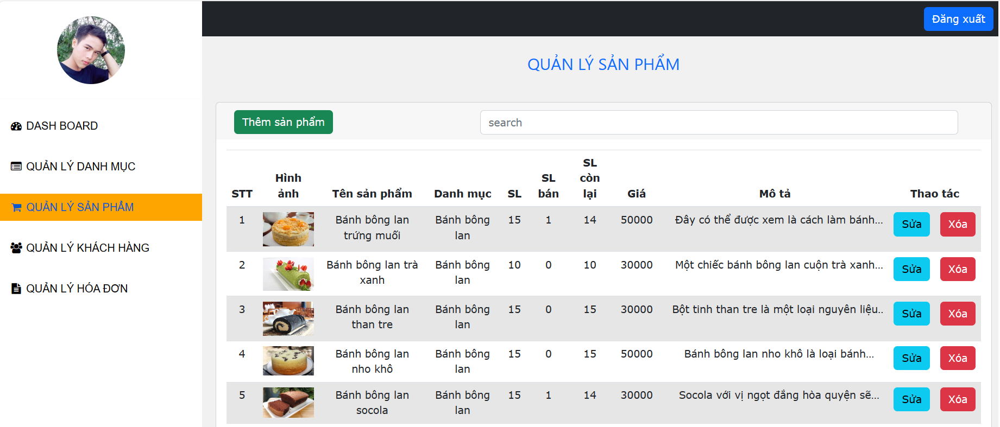 Đăng xuất
QUẢN LÝ SẢN PHẨM
DASH BOARD
QUẢN LÝ DANH MỤC
QUẢN LÝ SẢN PHẨM
QUẢN LÝ KHÁCH HÀNG
QUẢN LÝ HÓA ĐƠN
Thêm sản phẩm search
STT Hình ảnh Tên sản phẩm Danh mục SL SL bán SL còn lại Giá Mô tả Thao tác
1 Bánh bông lan Bánh bông 15 1 14 50000 Đây có thể được xem là cách làm bánh... Sửa Xóa
trứng muối lan
2 Bánh bông lan trà Bánh bông 10 0 10 30000 Một chiếc bánh bông lan cuộn trà xanh... Sửa Xóa
xanh lan
3 Bánh bông lan Bánh bông 15 0 15 30000 Bột tinh than tre là một loại nguyên liệu.. Sửa Xóa
than tre lan
4 Bánh bông lan Bánh bông 15 0 15 50000 Bánh bông lan nho khô là loại bánh... Sửa Xóa
nho khô lan
5 Bánh bông lan Bánh bông 15 1 14 30000 Socola với vị ngọt đắng hòa quyện sẽ... Sửa Xóa
socola lan